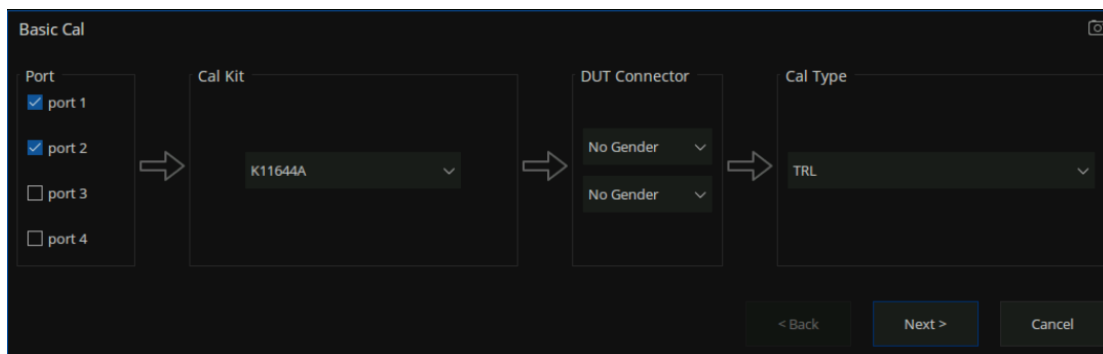 Basic Cal
Port
port 1
port 2
port 3
port 4
Cal Kit
K11644A
DUT Connector
No Gender
No Gender
Cal Type
TRL
< Back
Next >
Cancel